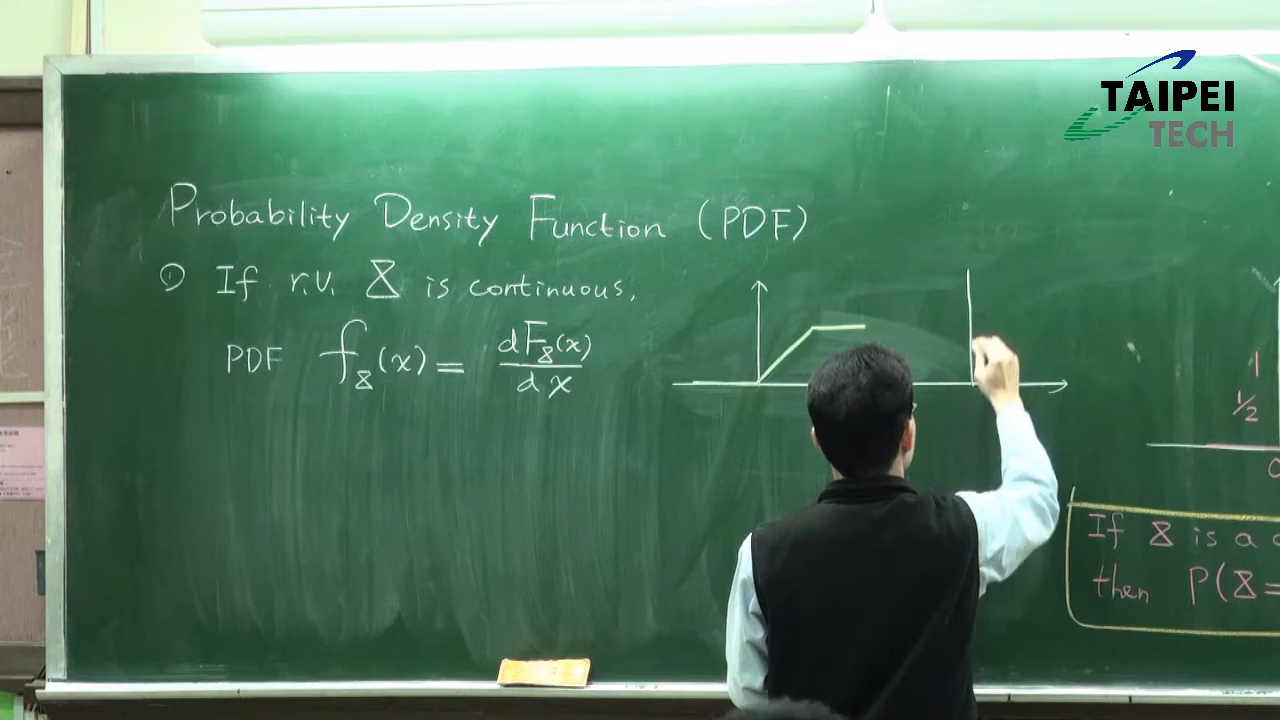 TAIPEI
TECH
Probability Density Function (PDF)
① If r.v. X is continuous,
PDF f_X(x) = dF_X(x)/dx
1
1/2
0
If X is a
then P(X=